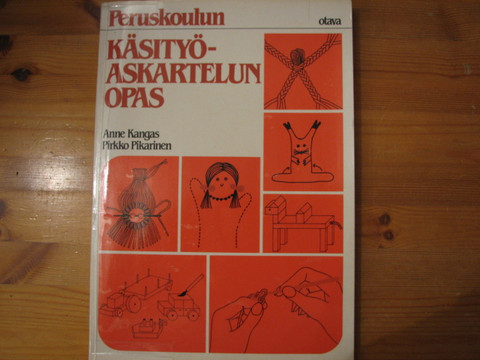 Peruskoulun
otava
KÄSITYÖ-
ASKARTELUN
OPAS
Anne Kangas
Pirkko Pikarinen